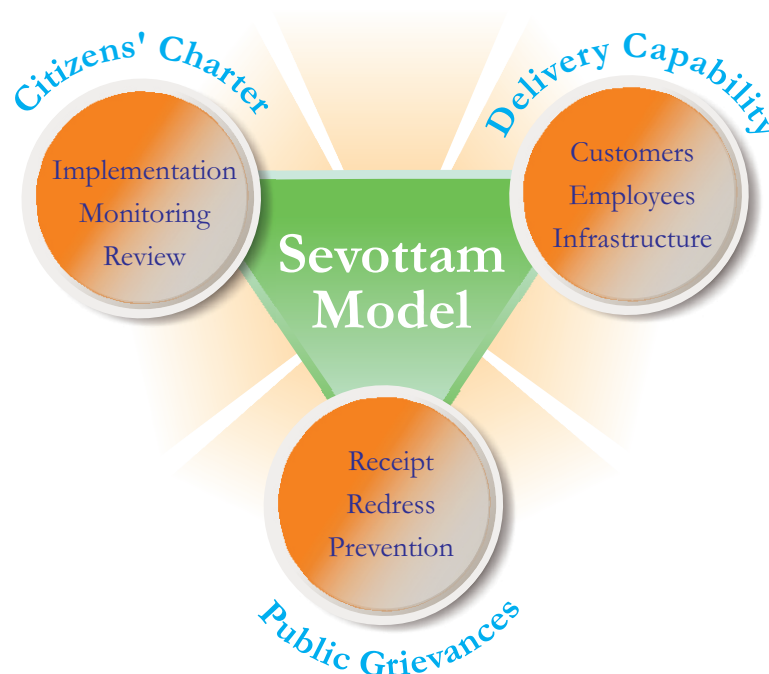 Citizens' Charter
Implementation
Monitoring
Review
Delivery Capability
Customers
Employees
Infrastructure
Sevottam
Model
Receipt
Redress
Prevention
Public Grievances